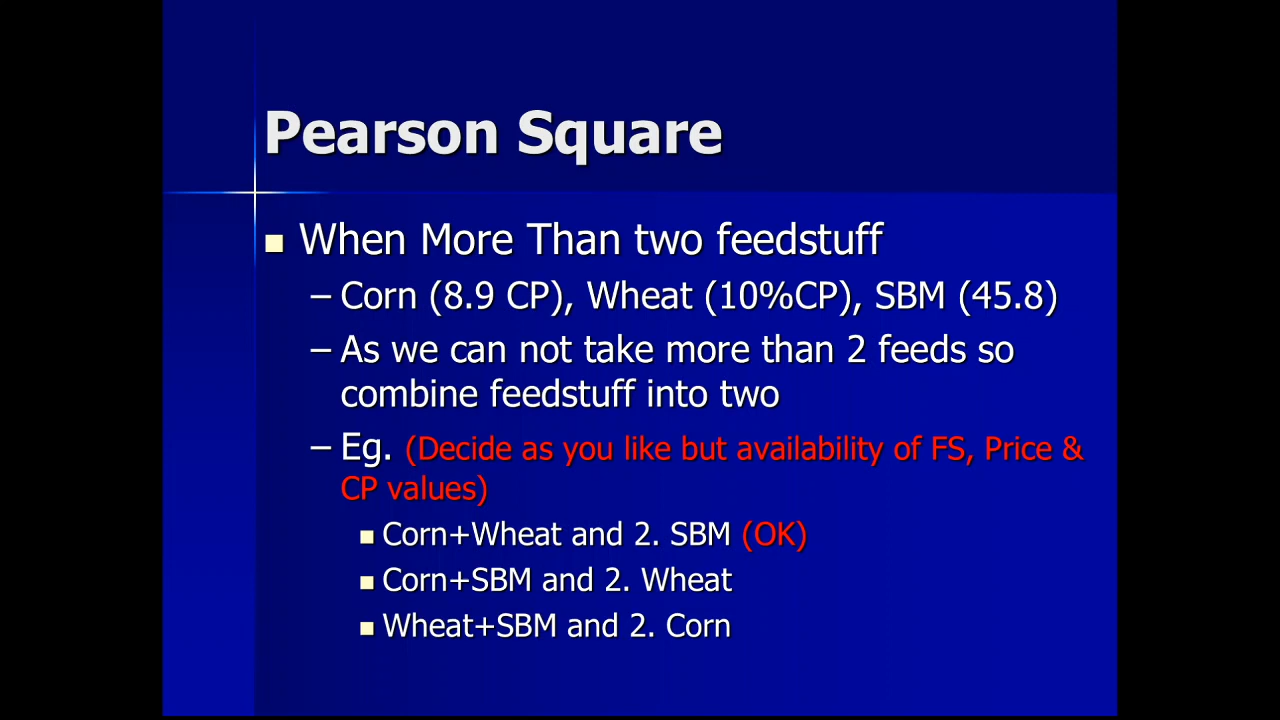 Pearson Square
When More Than two feedstuff
– Corn (8.9 CP), Wheat (10%CP), SBM (45.8)
– As we can not take more than 2 feeds so
combine feedstuff into two
– Eg. (Decide as you like but availability of FS, Price &
CP values)
Corn+Wheat and 2. SBM (OK)
Corn+SBM and 2. Wheat
Wheat+SBM and 2. Corn